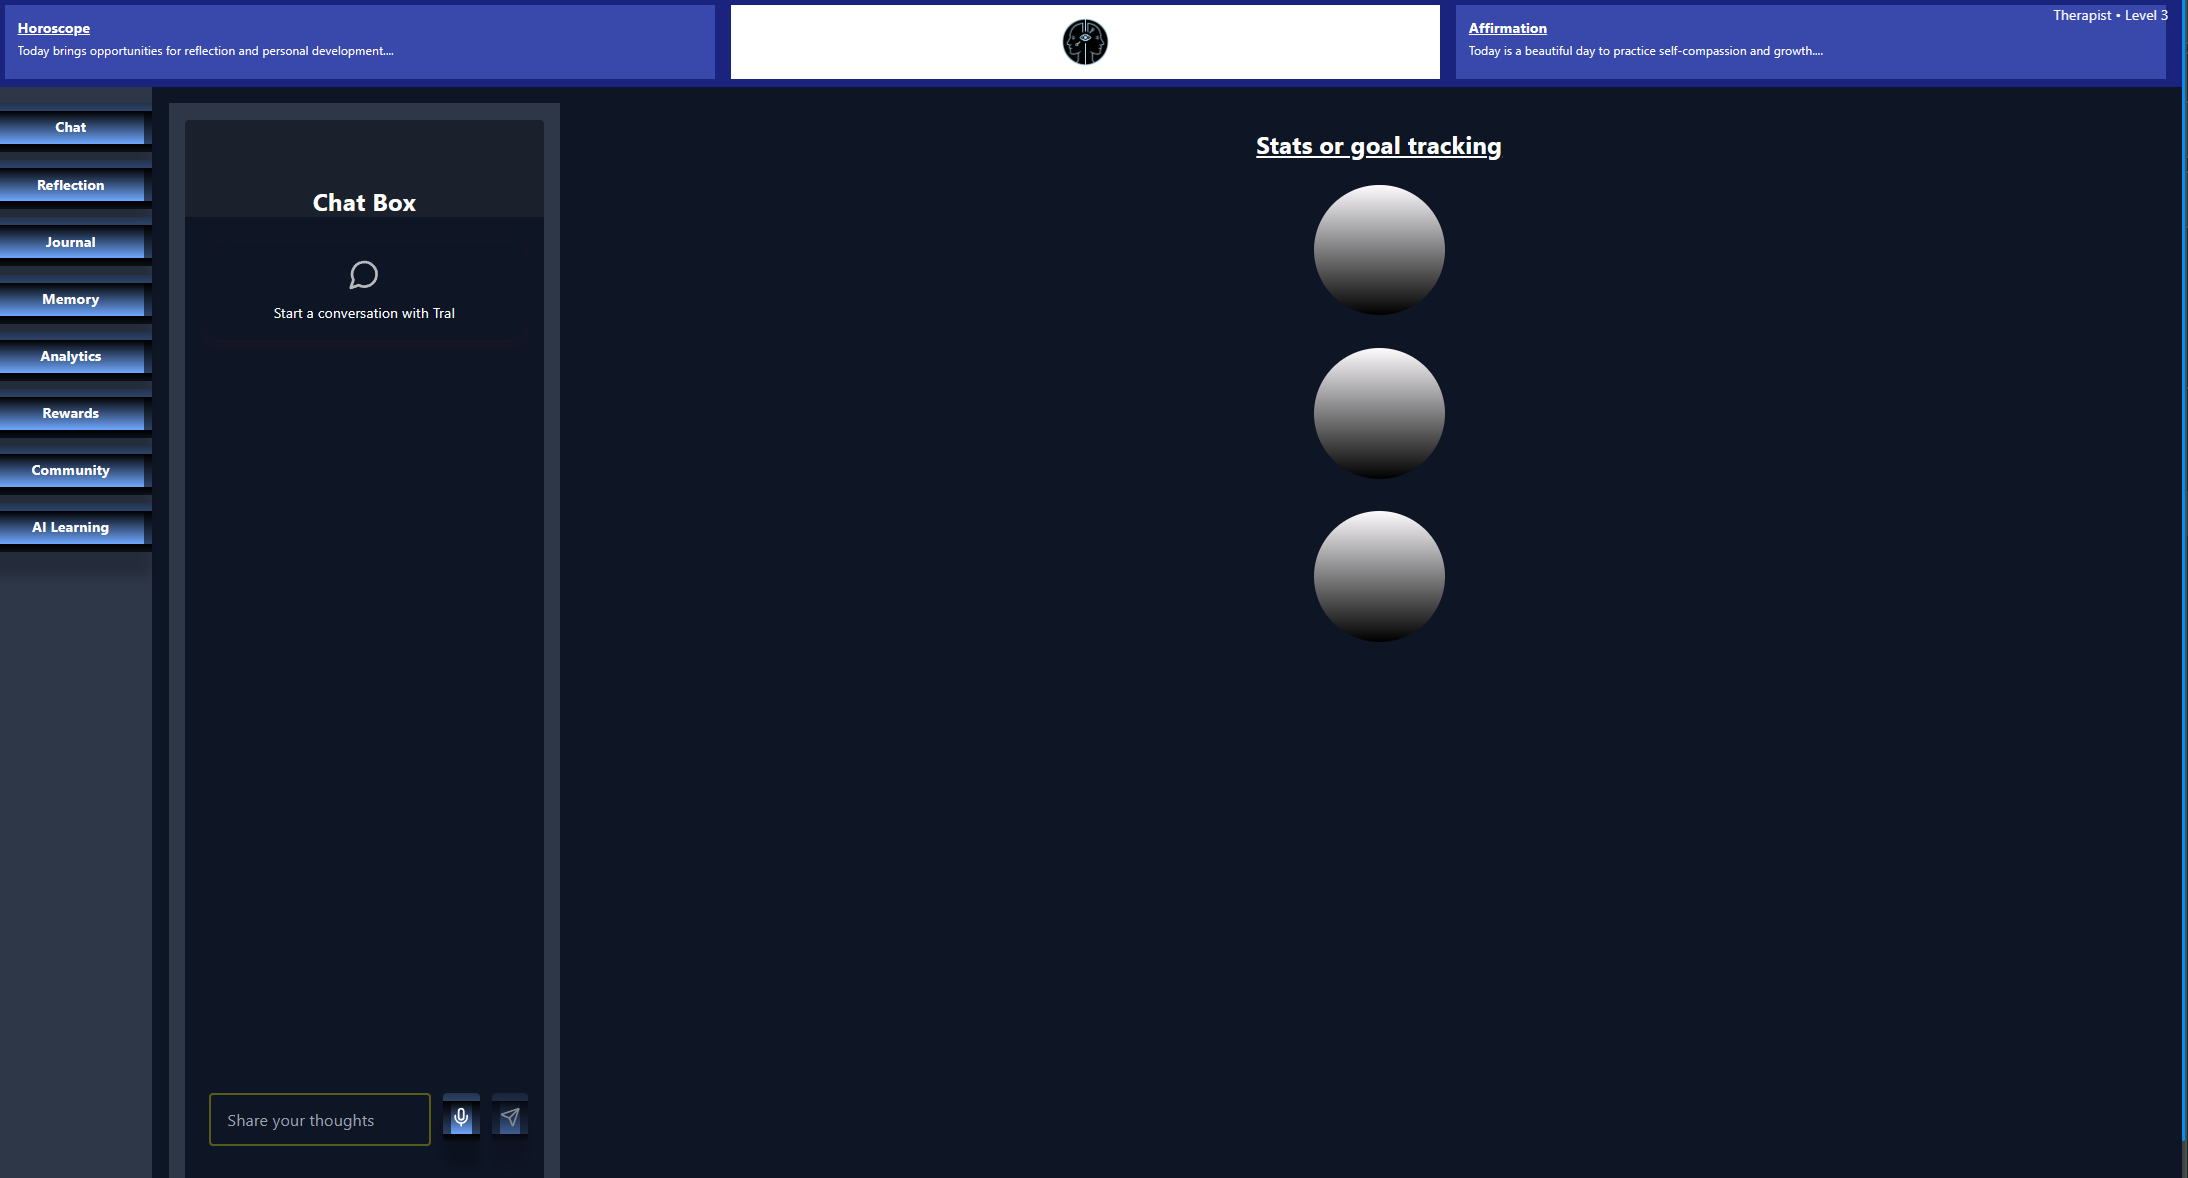 Horoscope
Today brings opportunities for reflection and personal development....
Affirmation
Today is a beautiful day to practice self-compassion and growth....
Therapist • Level 3
Chat
Reflection
Journal
Memory
Analytics
Rewards
Community
AI Learning
Chat Box
Start a conversation with Tral
Share your thoughts
Stats or goal tracking